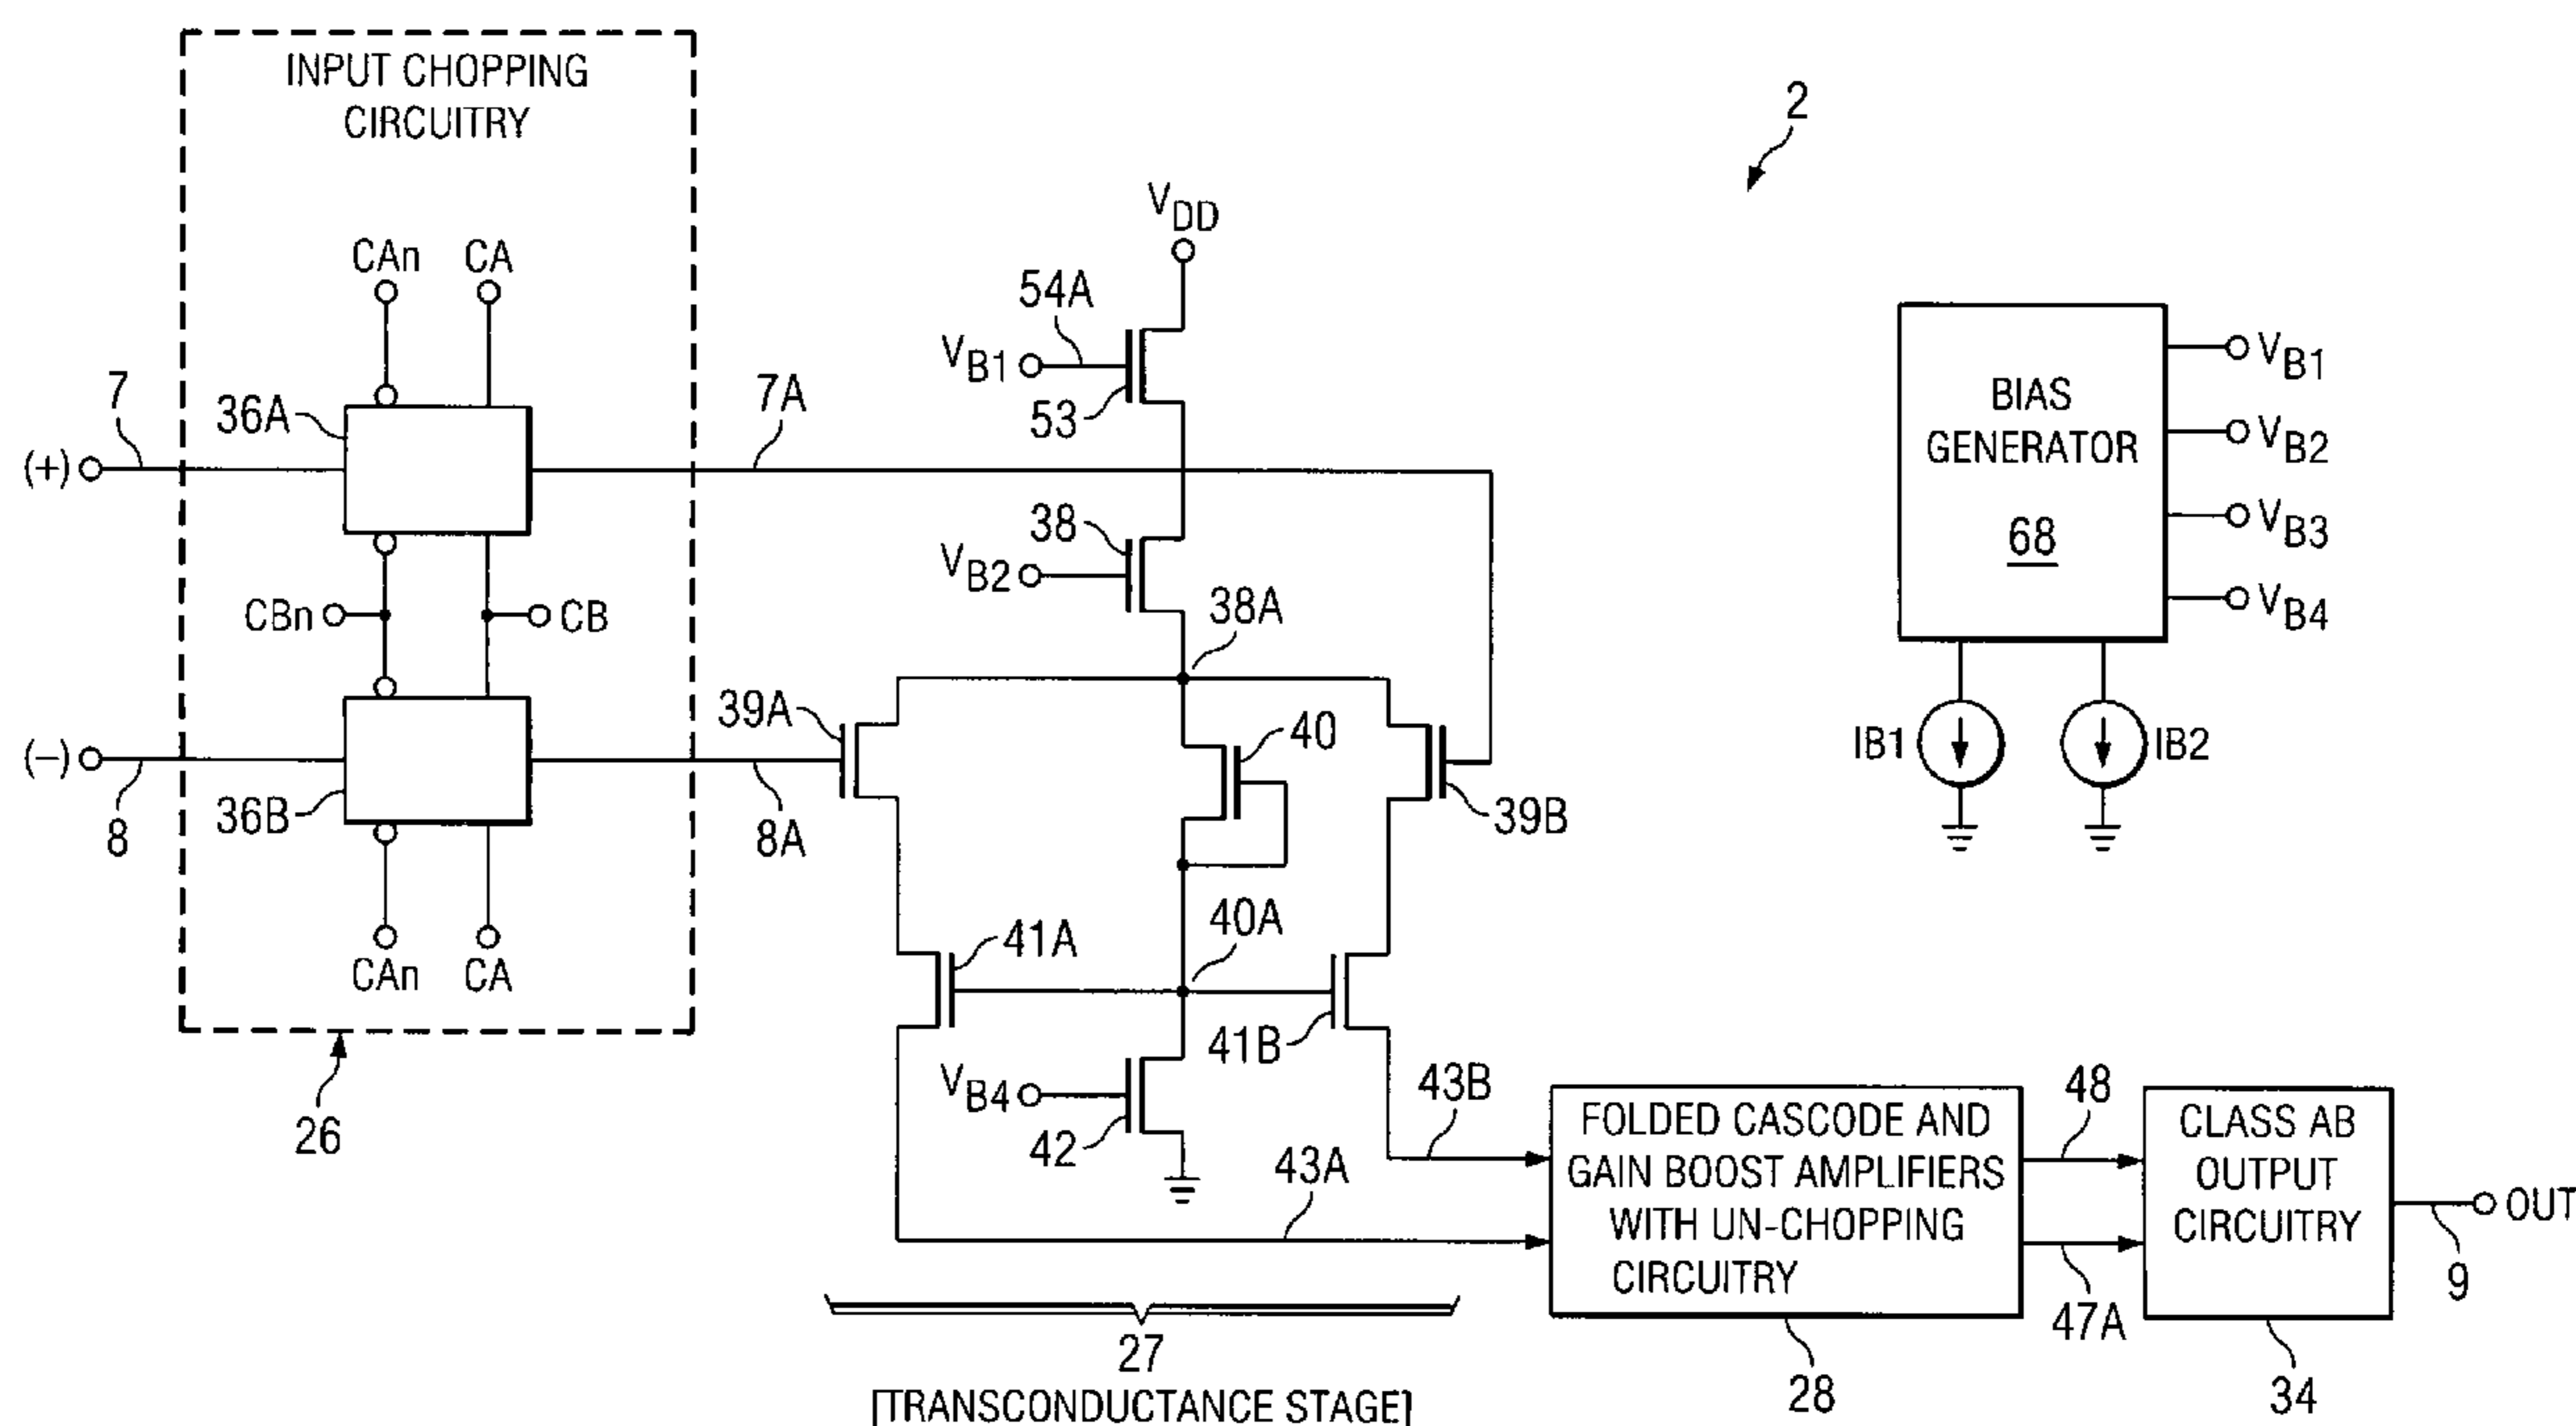 INPUT CHOPPING
CIRCUITRY
2
VDD
CAn CA
54A
VB1
53
7
36A
7A
(+)
BIAS
GENERATOR
68
VB1
VB2
VB3
VB4
38
VB2
38A
CBn
CB
39A
40
39B
(−)
8
36B
8A
IB1
IB2
CAn CA
41A
40A
41B
VB4
42
26
43B
43A
FOLDED CASCODE AND
GAIN BOOST AMPLIFIERS
WITH UN-CHOPPING
CIRCUITRY
48
47A
CLASS AB
OUTPUT
CIRCUITRY
OUT
9
27
[TRANSCONDUCTANCE STAGE]
28
34